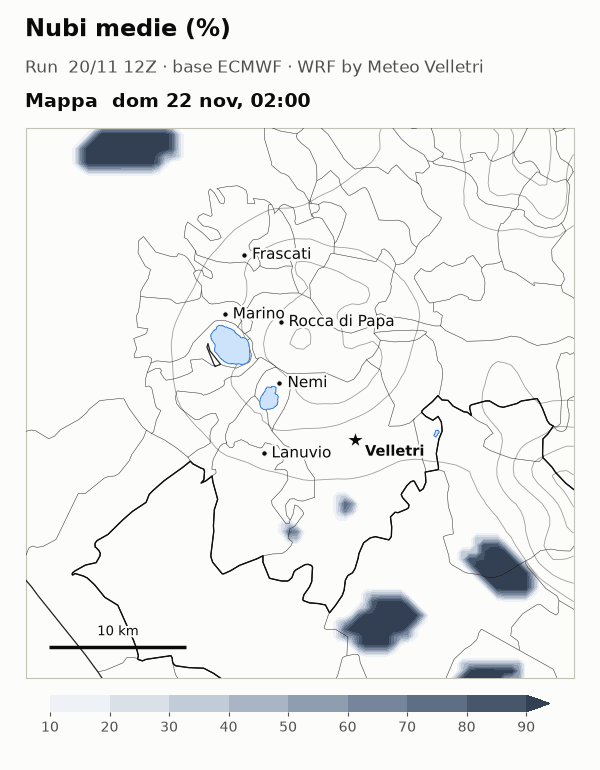 Nubi medie (%)
Run  20/11 12Z · base ECMWF · WRF by Meteo Velletri
Mappa  dom 22 nov, 02:00
Frascati
Marino
Rocca di Papa
Nemi
Velletri
Lanuvio
10 km
10 20 30 40 50 60 70 80 90